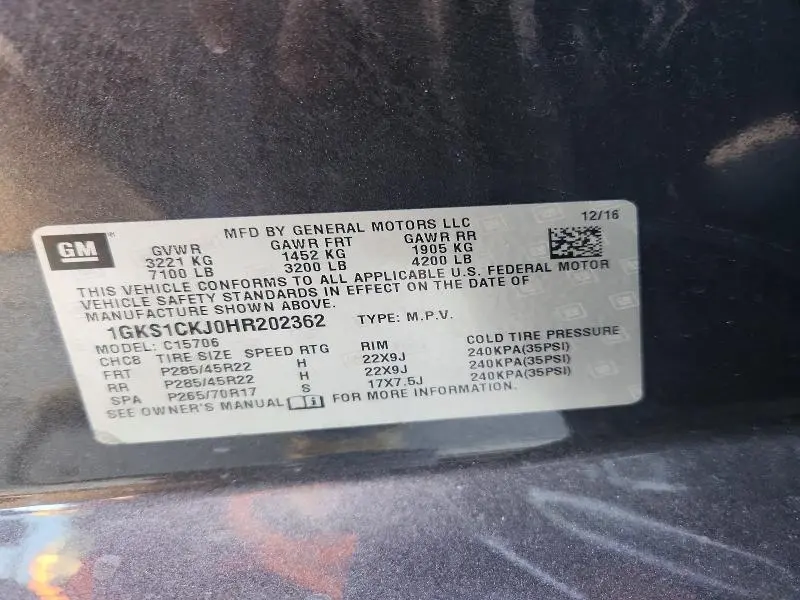 GM
MFD BY GENERAL MOTORS LLC
12/16
GVWR GAWR FRT GAWR RR
3221 KG 1452 KG 1905 KG
7100 LB 3200 LB 4200 LB
THIS VEHICLE CONFORMS TO ALL APPLICABLE U.S. FEDERAL MOTOR
VEHICLE SAFETY STANDARDS IN EFFECT ON THE DATE OF
MANUFACTURE SHOWN ABOVE.
1GKS1CKJ0HR202362 TYPE: M.P.V.
MODEL: C15706
CHCB TIRE SIZE SPEED RTG RIM COLD TIRE PRESSURE
FRT P285/45R22 H 22X9J 240KPA(35PSI)
RR P285/45R22 H 22X9J 240KPA(35PSI)
SPA P265/70R17 S 17X7.5J 240KPA(35PSI)
SEE OWNER'S MANUAL i FOR MORE INFORMATION.